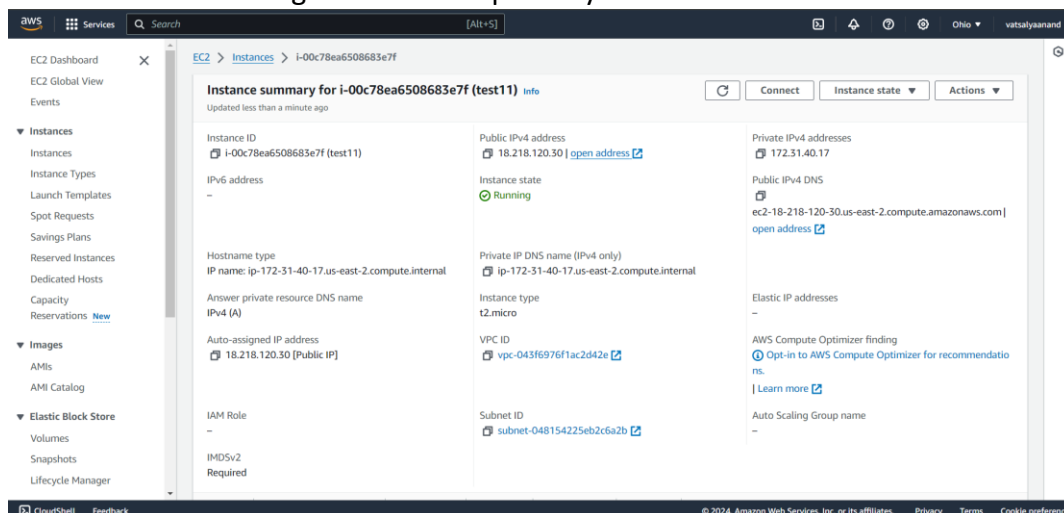 aws
Services
Search
[Alt+S]
Ohio
vatsalyaanand
EC2 Dashboard
EC2 Global View
Events
Instances
Instances
Instance Types
Launch Templates
Spot Requests
Savings Plans
Reserved Instances
Dedicated Hosts
Capacity
Reservations New
Images
AMIs
AMI Catalog
Elastic Block Store
Volumes
Snapshots
Lifecycle Manager
EC2 > Instances > i-00c78ea6508683e7f
Instance summary for i-00c78ea6508683e7f (test11) Info
Updated less than a minute ago
Connect
Instance state
Actions
Instance ID
i-00c78ea6508683e7f (test11)
Public IPv4 address
18.218.120.30 | open address
Private IPv4 addresses
172.31.40.17
IPv6 address
–
Instance state
Running
Public IPv4 DNS
ec2-18-218-120-30.us-east-2.compute.amazonaws.com |
open address
Hostname type
IP name: ip-172-31-40-17.us-east-2.compute.internal
Private IP DNS name (IPv4 only)
ip-172-31-40-17.us-east-2.compute.internal
Answer private resource DNS name
IPv4 (A)
Instance type
t2.micro
Elastic IP addresses
–
Auto-assigned IP address
18.218.120.30 [Public IP]
VPC ID
vpc-043f6976f1ac2d42e
AWS Compute Optimizer finding
Opt-in to AWS Compute Optimizer for recommendatio
ns.
| Learn more
IAM Role
–
Subnet ID
subnet-048154225eb2c6a2b
Auto Scaling Group name
–
IMDSv2
Required
CloudShell
Feedback
© 2024, Amazon Web Services, Inc. or its affiliates.
Privacy
Terms